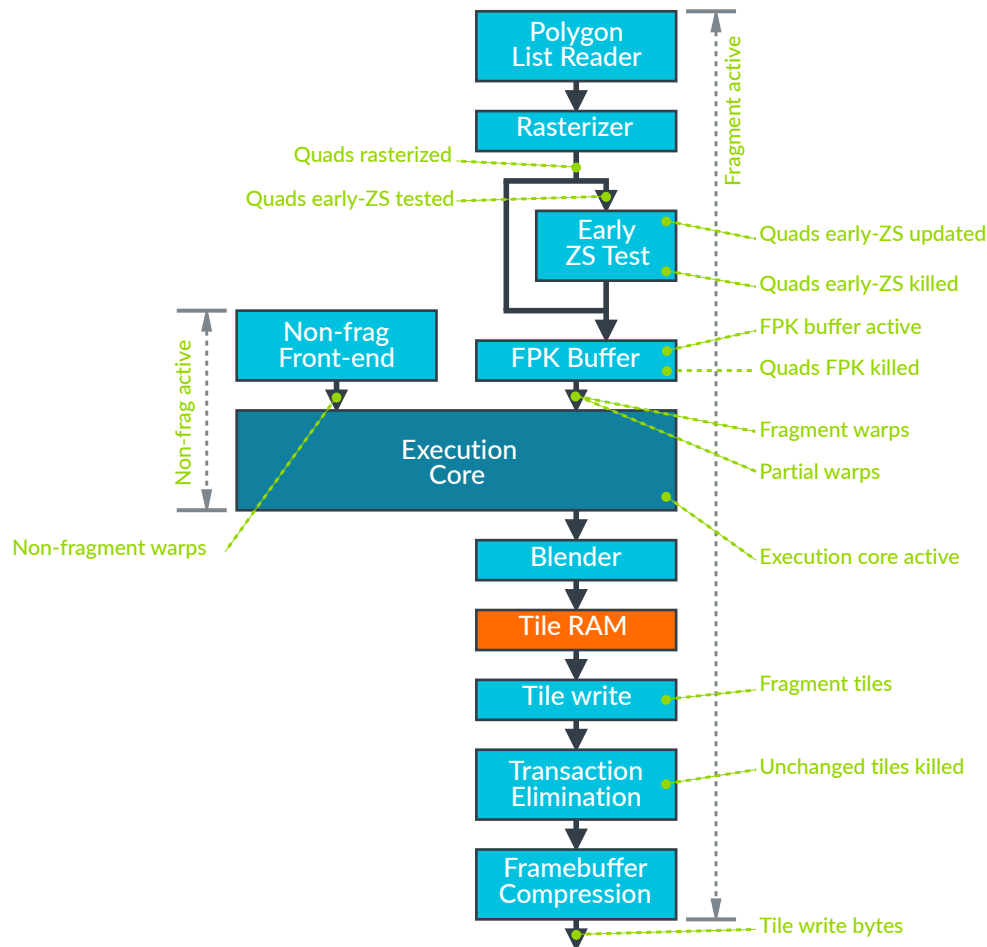 Polygon
List Reader
Fragment active
Rasterizer
Quads rasterized
Quads early-ZS tested
Early
ZS Test
Quads early-ZS updated
Quads early-ZS killed
Non-frag
Front-end
Non-frag active
FPK Buffer
FPK buffer active
Quads FPK killed
Fragment warps
Partial warps
Execution
Core
Non-fragment warps
Execution core active
Blender
Tile RAM
Tile write
Fragment tiles
Transaction
Elimination
Unchanged tiles killed
Framebuffer
Compression
Tile write bytes